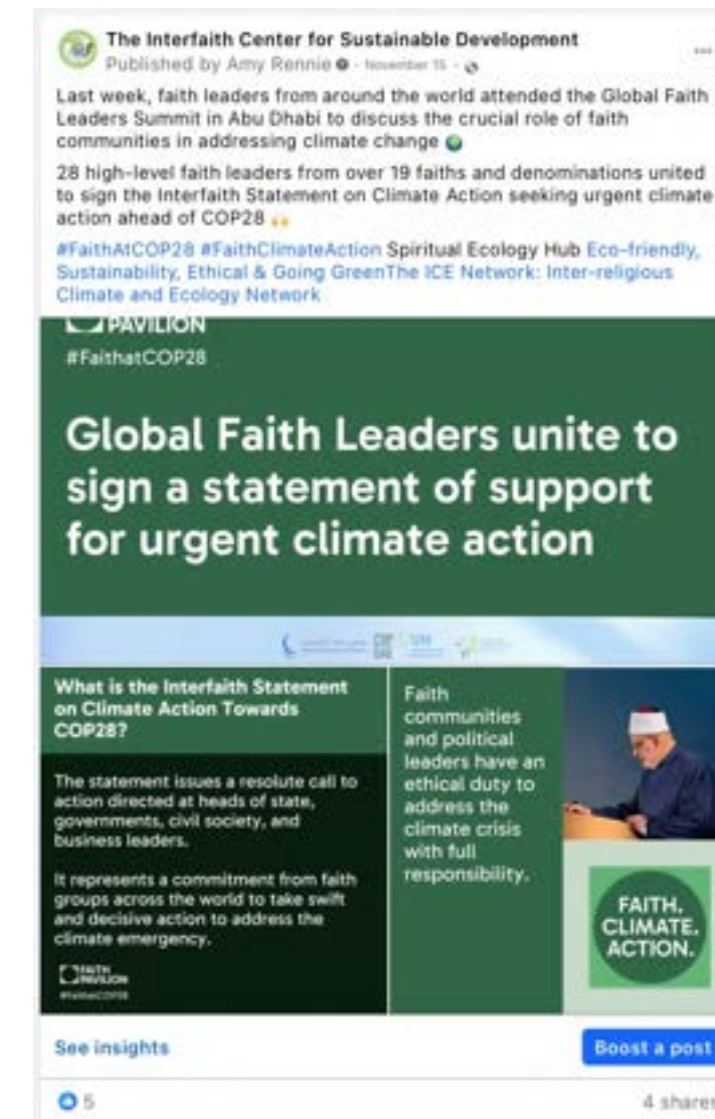 The Interfaith Center for Sustainable Development
Published by Amy Rennie · November 15 ·
Last week, faith leaders from around the world attended the Global Faith
Leaders Summit in Abu Dhabi to discuss the crucial role of faith
communities in addressing climate change 🌍
28 high-level faith leaders from over 19 faiths and denominations united
to sign the Interfaith Statement on Climate Action seeking urgent climate
action ahead of COP28 🙌
#FaithAtCOP28 #FaithClimateAction Spiritual Ecology Hub Eco-friendly,
Sustainability, Ethical & Going GreenThe ICE Network: Inter-religious
Climate and Ecology Network
PAVILION
#FaithatCOP28
Global Faith Leaders unite to
sign a statement of support
for urgent climate action
What is the Interfaith Statement
on Climate Action Towards
COP28?
The statement issues a resolute call to
action directed at heads of state,
governments, civil society, and
business leaders.
It represents a commitment from faith
groups across the world to take swift
and decisive action to address the
climate emergency.
FAITH
PAVILION
#FaithatCOP28
Faith
communities
and political
leaders have an
ethical duty to
address the
climate crisis
with full
responsibility.
FAITH.
CLIMATE.
ACTION.
See insights
Boost a post
5
4 shares